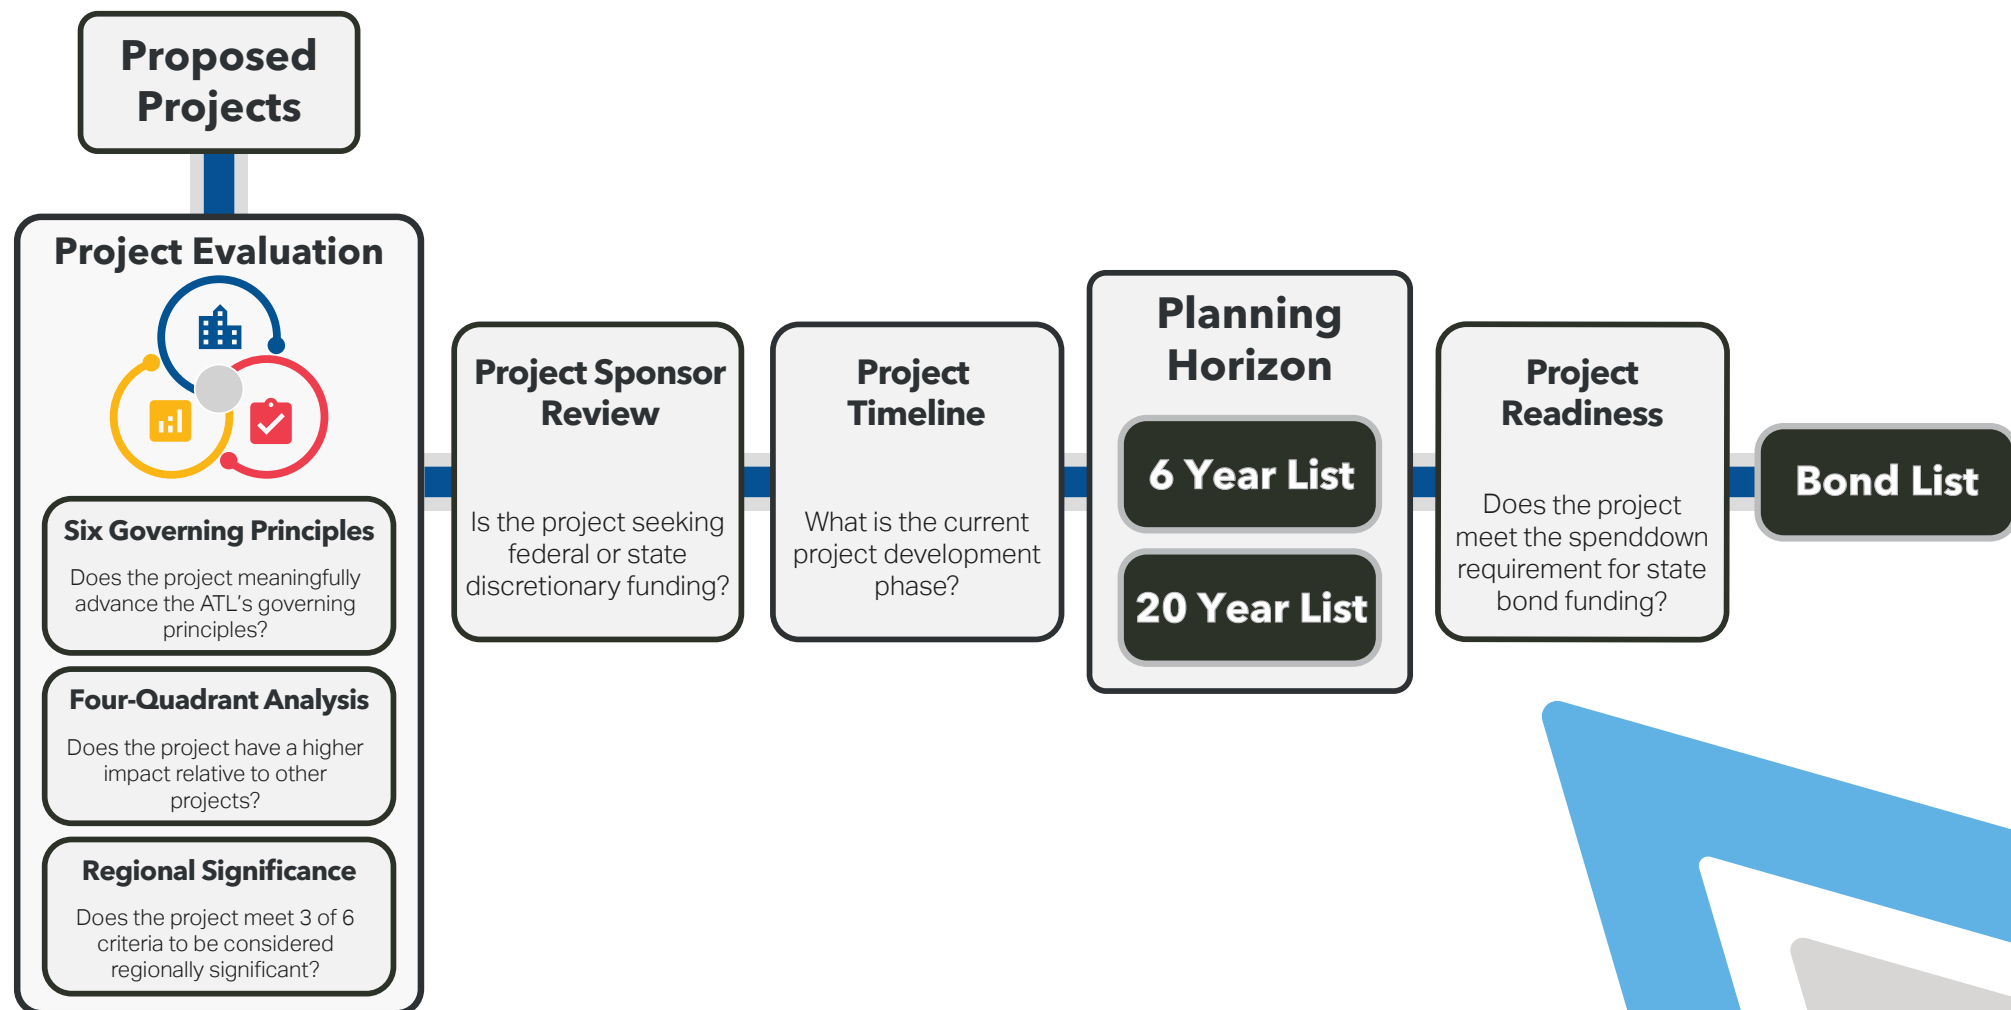 Proposed
Projects
Project Evaluation
Six Governing Principles
Does the project meaningfully
advance the ATL's governing
principles?
Four-Quadrant Analysis
Does the project have a higher
impact relative to other
projects?
Regional Significance
Does the project meet 3 of 6
criteria to be considered
regionally significant?
Project Sponsor
Review
Is the project seeking
federal or state
discretionary funding?
Project
Timeline
What is the current
project development
phase?
Planning
Horizon
6 Year List
20 Year List
Project
Readiness
Does the project
meet the spenddown
requirement for state
bond funding?
Bond List